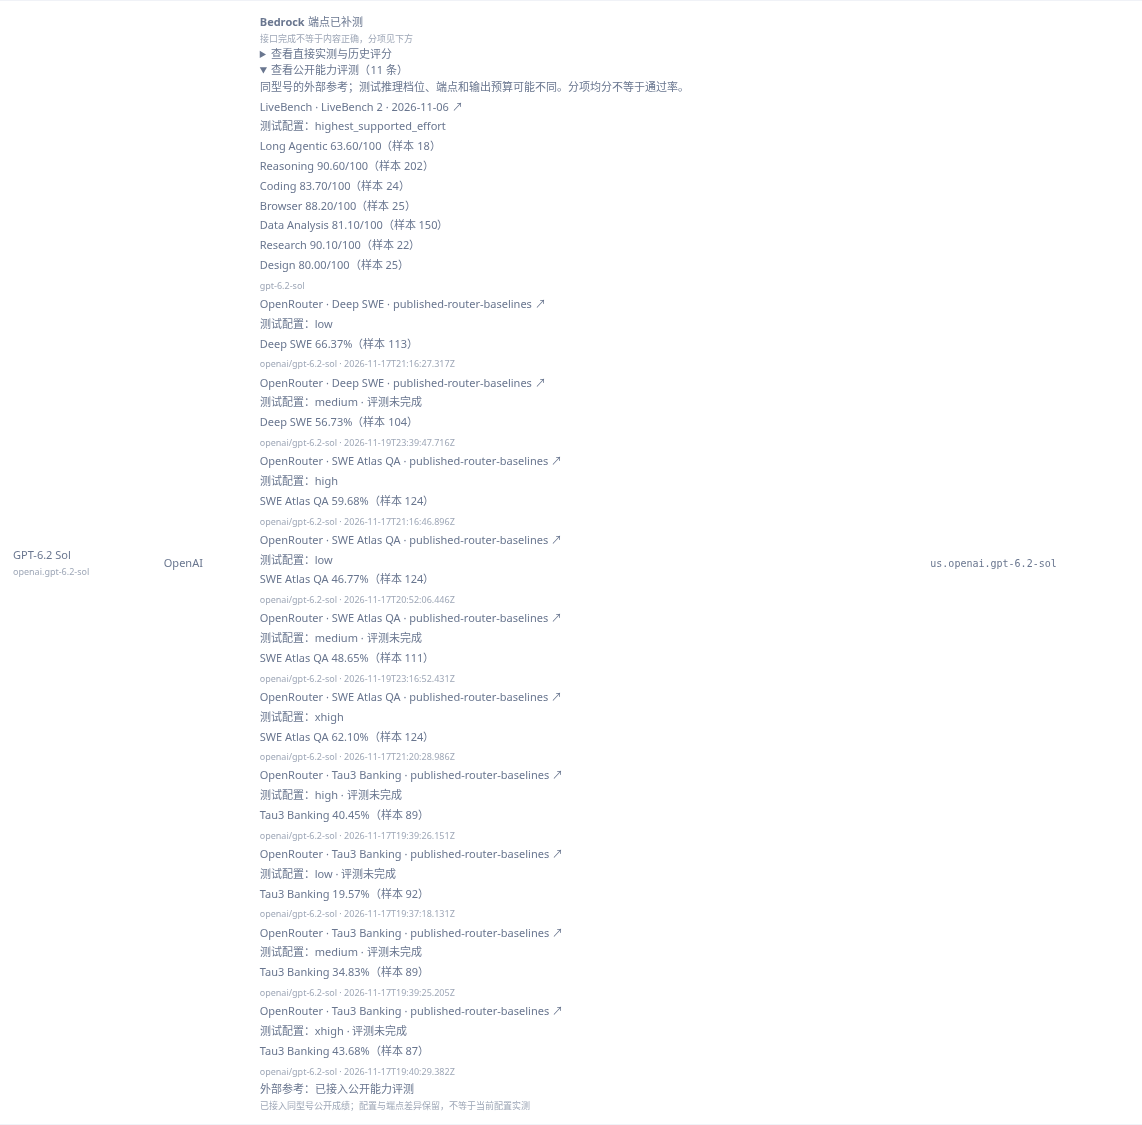 Bedrock 端点已补测
接口完成不等于内容正确，分项见下方
▶ 查看直接实测与历史评分
▼ 查看公开能力评测（11 条）
同型号的外部参考；测试推理档位、端点和输出预算可能不同。分项均分不等于通过率。
LiveBench · LiveBench 2 · 2026-11-06 ↗
测试配置：highest_supported_effort
Long Agentic 63.60/100（样本 18）
Reasoning 90.60/100（样本 202）
Coding 83.70/100（样本 24）
Browser 88.20/100（样本 25）
Data Analysis 81.10/100（样本 150）
Research 90.10/100（样本 22）
Design 80.00/100（样本 25）
gpt-6.2-sol
OpenRouter · Deep SWE · published-router-baselines ↗
测试配置：low
Deep SWE 66.37%（样本 113）
openai/gpt-6.2-sol · 2026-11-17T21:16:27.317Z
OpenRouter · Deep SWE · published-router-baselines ↗
测试配置：medium · 评测未完成
Deep SWE 56.73%（样本 104）
openai/gpt-6.2-sol · 2026-11-19T23:39:47.716Z
OpenRouter · SWE Atlas QA · published-router-baselines ↗
测试配置：high
SWE Atlas QA 59.68%（样本 124）
openai/gpt-6.2-sol · 2026-11-17T21:16:46.896Z
OpenRouter · SWE Atlas QA · published-router-baselines ↗
GPT-6.2 Sol
openai.gpt-6.2-sol
OpenAI
us.openai.gpt-6.2-sol
测试配置：low
SWE Atlas QA 46.77%（样本 124）
openai/gpt-6.2-sol · 2026-11-17T20:52:06.446Z
OpenRouter · SWE Atlas QA · published-router-baselines ↗
测试配置：medium · 评测未完成
SWE Atlas QA 48.65%（样本 111）
openai/gpt-6.2-sol · 2026-11-19T23:16:52.431Z
OpenRouter · SWE Atlas QA · published-router-baselines ↗
测试配置：xhigh
SWE Atlas QA 62.10%（样本 124）
openai/gpt-6.2-sol · 2026-11-17T21:20:28.986Z
OpenRouter · Tau3 Banking · published-router-baselines ↗
测试配置：high · 评测未完成
Tau3 Banking 40.45%（样本 89）
openai/gpt-6.2-sol · 2026-11-17T19:39:26.151Z
OpenRouter · Tau3 Banking · published-router-baselines ↗
测试配置：low · 评测未完成
Tau3 Banking 19.57%（样本 92）
openai/gpt-6.2-sol · 2026-11-17T19:37:18.131Z
OpenRouter · Tau3 Banking · published-router-baselines ↗
测试配置：medium · 评测未完成
Tau3 Banking 34.83%（样本 89）
openai/gpt-6.2-sol · 2026-11-17T19:39:25.205Z
OpenRouter · Tau3 Banking · published-router-baselines ↗
测试配置：xhigh · 评测未完成
Tau3 Banking 43.68%（样本 87）
openai/gpt-6.2-sol · 2026-11-17T19:40:29.382Z
外部参考：已接入公开能力评测
已接入同型号公开成绩；配置与端点差异保留，不等于当前配置实测